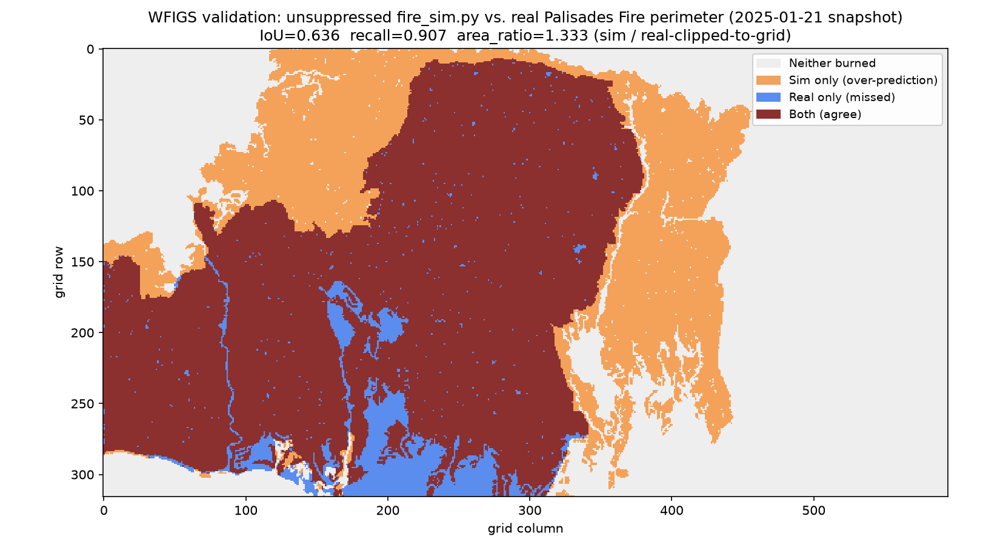 WFIGS validation: unsuppressed fire_sim.py vs. real Palisades Fire perimeter (2025-01-21 snapshot)
IoU=0.636  recall=0.907  area_ratio=1.333 (sim / real-clipped-to-grid)
Neither burned
Sim only (over-prediction)
Real only (missed)
Both (agree)
0
50
100
150
200
250
300
grid row
0
100
200
300
400
500
grid column